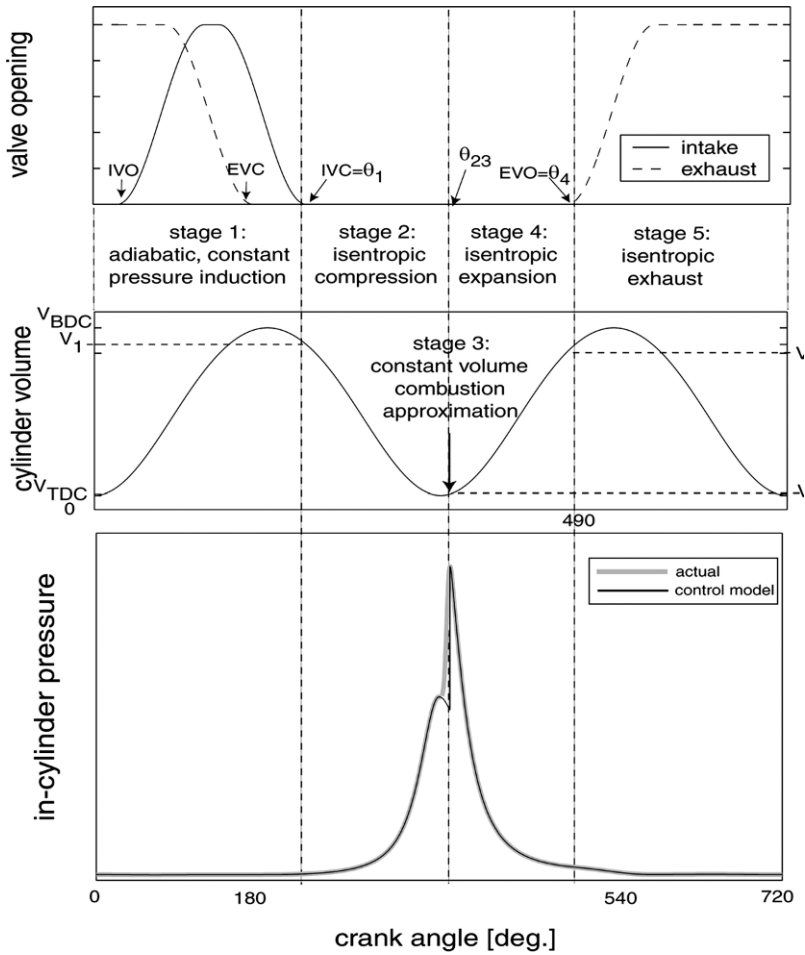 valve opening
IVO
EVC
IVC=θ1
θ23
EVO=θ4
intake
exhaust
stage 1:
adiabatic, constant
pressure induction
stage 2:
isentropic
compression
stage 4:
isentropic
expansion
stage 5:
isentropic
exhaust
cylinder volume
VBDC
V1
VTDC
0
stage 3:
constant volume
combustion
approximation
V
V
490
in-cylinder pressure
actual
control model
0
180
540
720
crank angle [deg.]